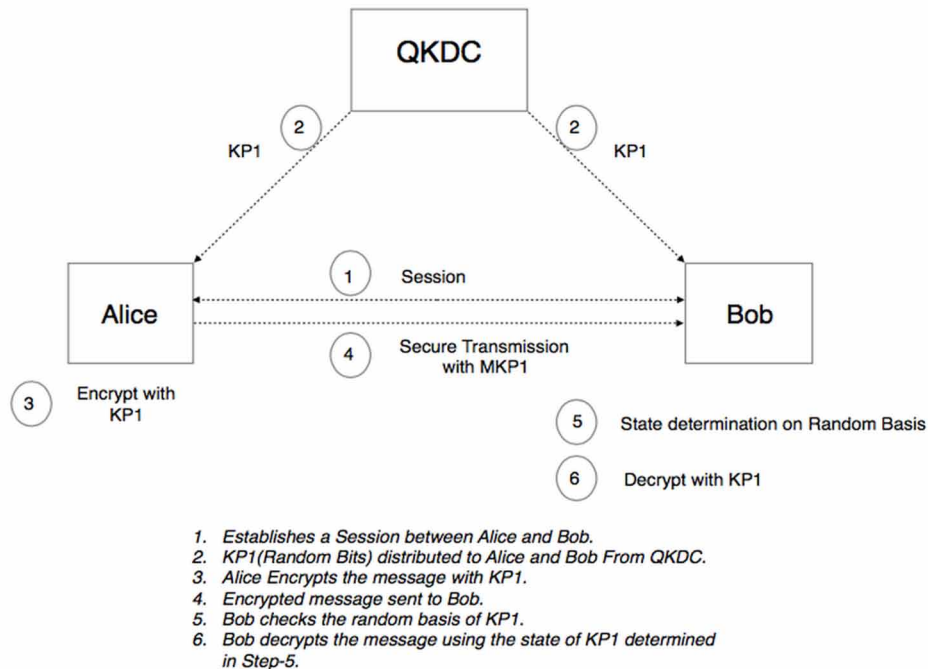 QKDC
2
2
KP1
KP1
1
Session
Alice
Bob
4
Secure Transmission
with MKP1
3
Encrypt with
KP1
5
State determination on Random Basis
6
Decrypt with KP1
1. Establishes a Session between Alice and Bob.
2. KP1(Random Bits) distributed to Alice and Bob From QKDC.
3. Alice Encrypts the message with KP1.
4. Encrypted message sent to Bob.
5. Bob checks the random basis of KP1.
6. Bob decrypts the message using the state of KP1 determined
in Step-5.